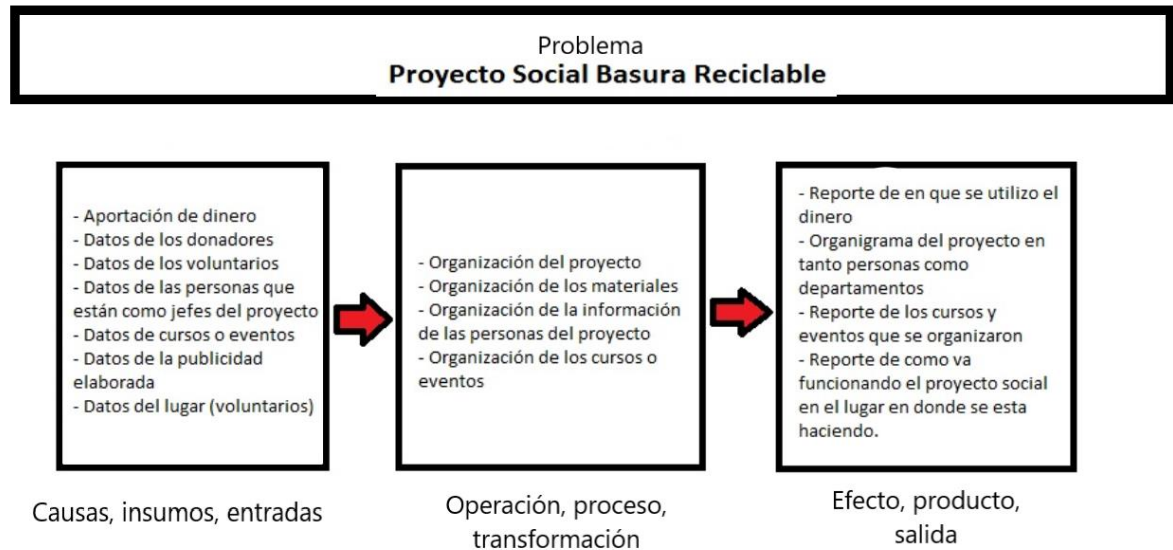 Problema
Proyecto Social Basura Reciclable
- Aportación de dinero
- Datos de los donadores
- Datos de los voluntarios
- Datos de las personas que
están como jefes del proyecto
- Datos de cursos o eventos
- Datos de la publicidad
elaborada
- Datos del lugar (voluntarios)
- Organización del proyecto
- Organización de los materiales
- Organización de la información
de las personas del proyecto
- Organización de los cursos o
eventos
- Reporte de en que se utilizo el
dinero
- Organigrama del proyecto en
tanto personas como
departamentos
- Reporte de los cursos y
eventos que se organizaron
- Reporte de como va
funcionando el proyecto social
en el lugar en donde se esta
haciendo.
Causas, insumos, entradas
Operación, proceso,
transformación
Efecto, producto,
salida